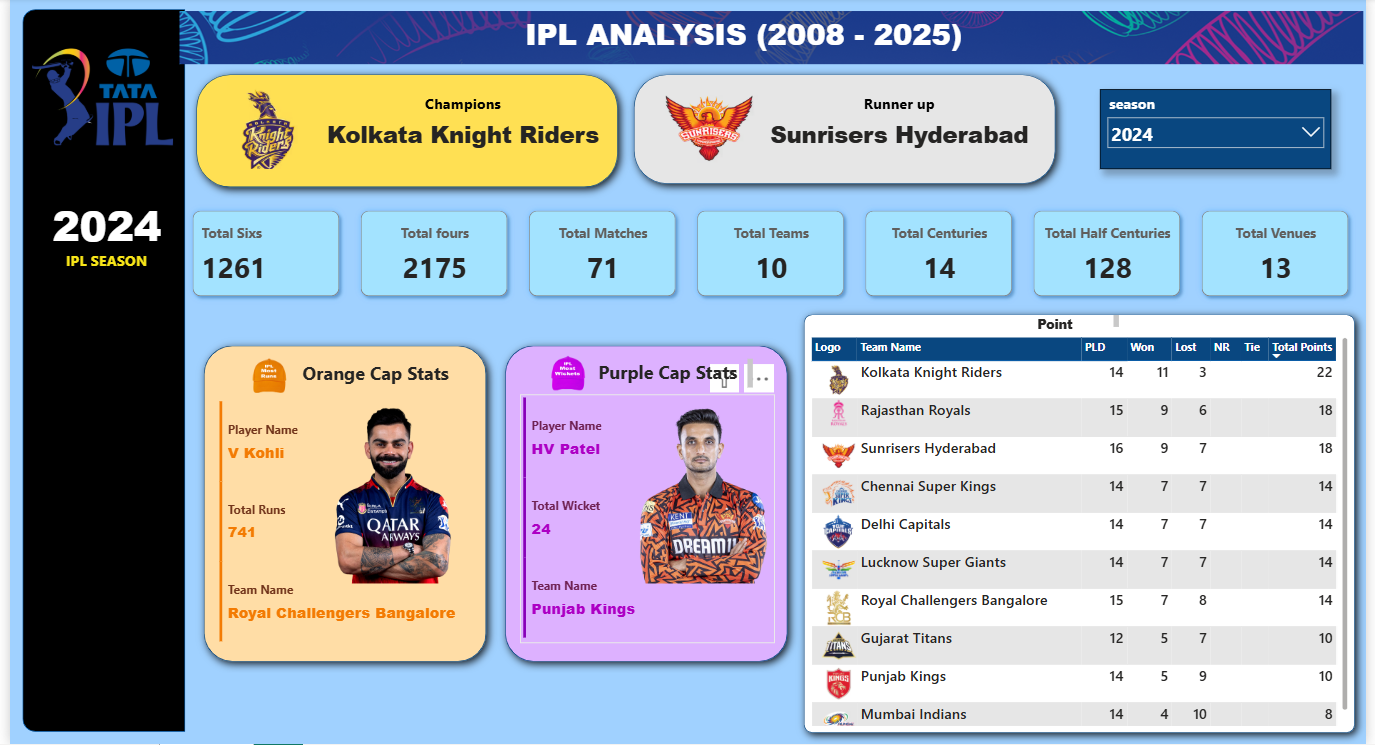 IPL ANALYSIS (2008 - 2025)
TATA
IPL
2024
IPL SEASON
Champions
Kolkata Knight Riders
Runner up
Sunrisers Hyderabad
season
2024
Total Sixs
1261
Total fours
2175
Total Matches
71
Total Teams
10
Total Centuries
14
Total Half Centuries
128
Total Venues
13
IPL
Most
Runs
Orange Cap Stats
Player Name
V Kohli
Total Runs
741
Team Name
Royal Challengers Bangalore
QATAR
AIRWAYS
IPL
Most
Wickets
Purple Cap Stats
Player Name
HV Patel
Total Wicket
24
Team Name
Punjab Kings
KENT
DREAM11
Point
Logo Team Name PLD Won Lost NR Tie Total Points
Kolkata Knight Riders 14 11 3 22
Rajasthan Royals 15 9 6 18
Sunrisers Hyderabad 16 9 7 18
Chennai Super Kings 14 7 7 14
Delhi Capitals 14 7 7 14
Lucknow Super Giants 14 7 7 14
Royal Challengers Bangalore 15 7 8 14
Gujarat Titans 12 5 7 10
Punjab Kings 14 5 9 10
Mumbai Indians 14 4 10 8